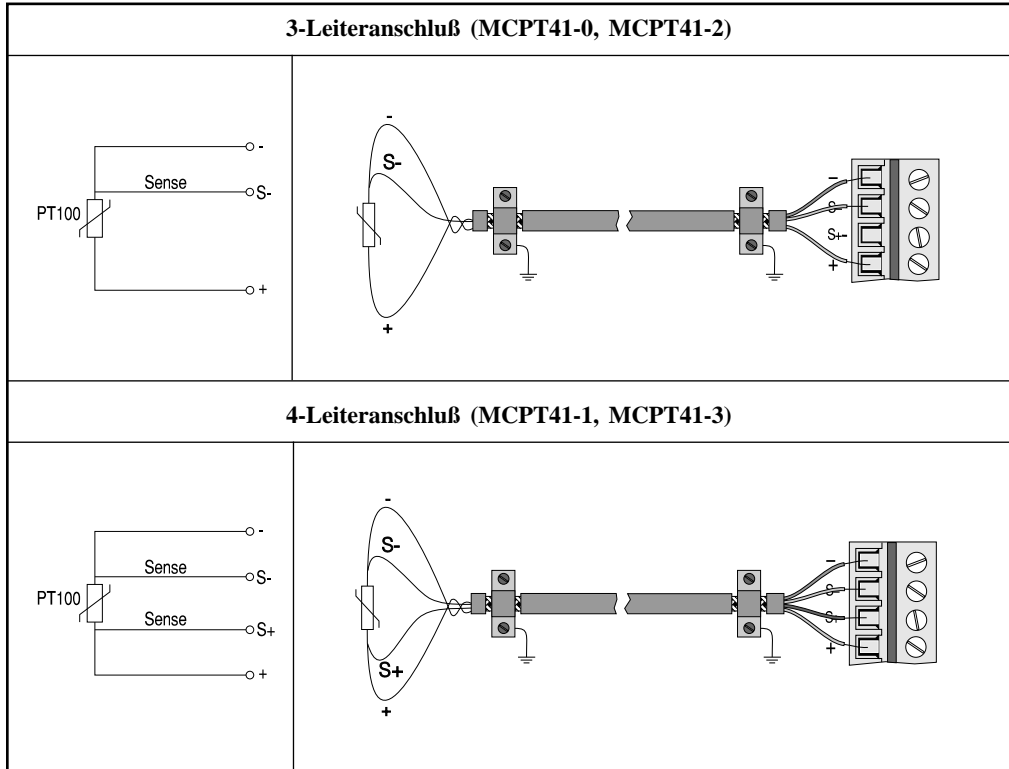 3-Leiteranschluß (MCPT41-0, MCPT41-2)
-
Sense
S-
PT100
+
-
S-
+
−
S-
S+-
+
4-Leiteranschluß (MCPT41-1, MCPT41-3)
-
Sense
S-
PT100
Sense
S+
+
-
S-
S+
+
−
S-
+